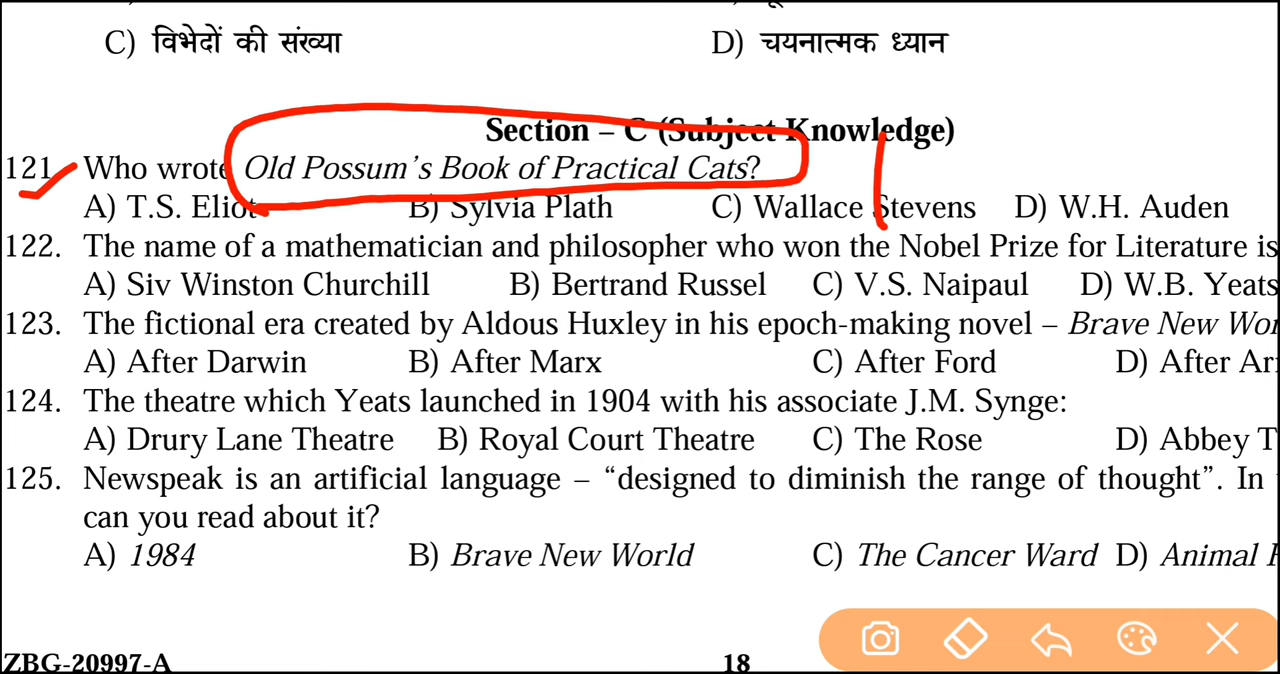 C) विभेदों की संख्या D) चयनात्मक ध्यान
Section – C (Subject Knowledge)
121. Who wrote Old Possum's Book of Practical Cats?
A) T.S. Eliot B) Sylvia Plath C) Wallace Stevens D) W.H. Auden
122. The name of a mathematician and philosopher who won the Nobel Prize for Literature is
A) Siv Winston Churchill B) Bertrand Russel C) V.S. Naipaul D) W.B. Yeats
123. The fictional era created by Aldous Huxley in his epoch-making novel – Brave New Wor
A) After Darwin B) After Marx C) After Ford D) After Ar
124. The theatre which Yeats launched in 1904 with his associate J.M. Synge:
A) Drury Lane Theatre B) Royal Court Theatre C) The Rose D) Abbey T
125. Newspeak is an artificial language – “designed to diminish the range of thought”. In
can you read about it?
A) 1984 B) Brave New World C) The Cancer Ward D) Animal
ZBG-20997-A 18